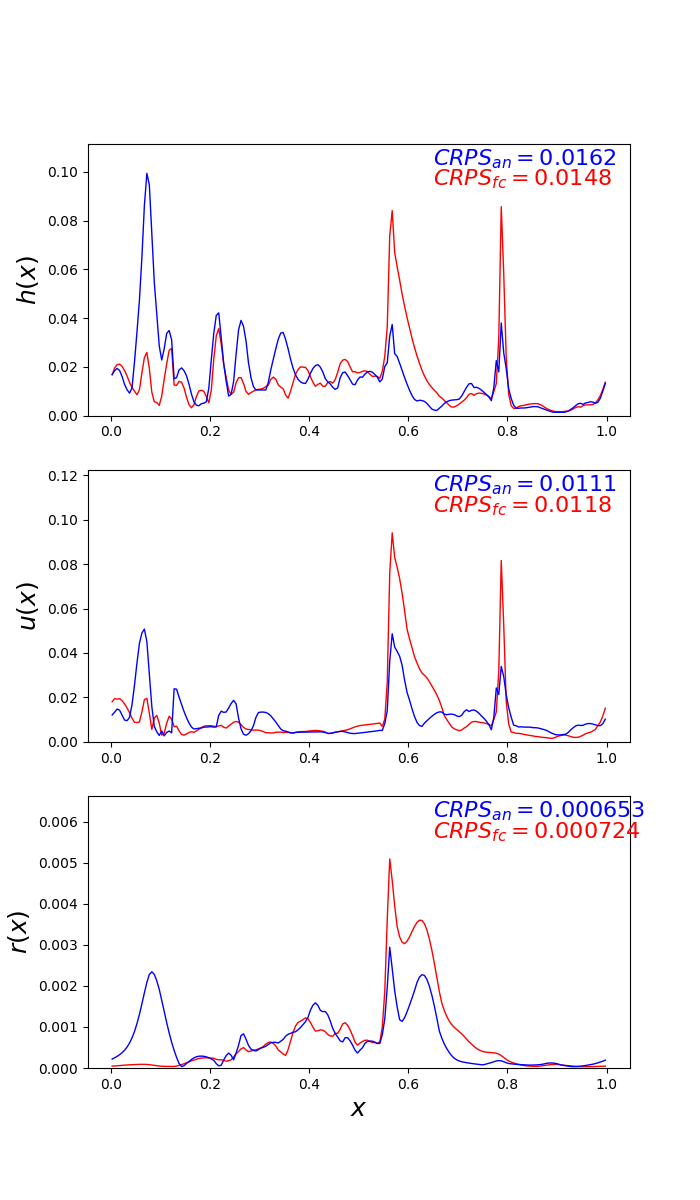 CRPS_an = 0.0162
CRPS_fc = 0.0148
h(x)
0.10
0.08
0.06
0.04
0.02
0.00
0.0 0.2 0.4 0.6 0.8 1.0
CRPS_an = 0.0111
CRPS_fc = 0.0118
u(x)
0.12
0.10
0.08
0.06
0.04
0.02
0.00
0.0 0.2 0.4 0.6 0.8 1.0
CRPS_an = 0.000653
CRPS_fc = 0.000724
r(x)
0.006
0.005
0.004
0.003
0.002
0.001
0.000
0.0 0.2 0.4 0.6 0.8 1.0
x